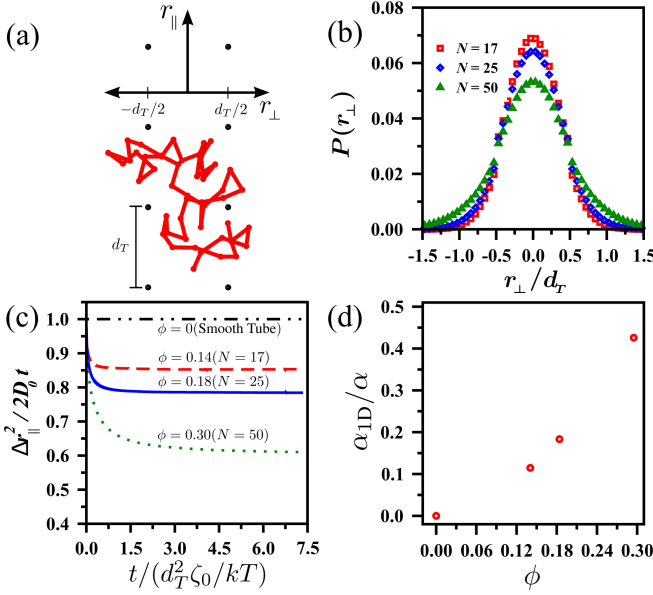 (a)
r∥
r⊥
−d_T/2
d_T/2
d_T
(b)
P(r⊥)
0.08
0.06
0.04
0.02
0.00
N = 17
N = 25
N = 50
-1.5 -1.0 -0.5 0.0 0.5 1.0 1.5
r⊥/d_T
(c)
Δr∥²/2D₀t
1.0
0.9
0.8
0.7
0.6
0.5
0.4
ϕ = 0(Smooth Tube)
ϕ = 0.14(N = 17)
ϕ = 0.18(N = 25)
ϕ = 0.30(N = 50)
0.0 1.5 3.0 4.5 6.0 7.5
t/(d_T²ζ₀/kT)
(d)
α₁D/α
0.5
0.4
0.3
0.2
0.1
0.0
0.00 0.06 0.12 0.18 0.24 0.30
ϕ